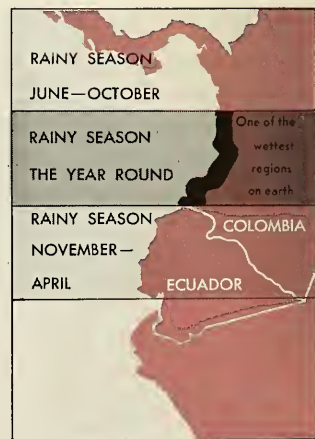 RAINY SEASON
JUNE—OCTOBER
RAINY SEASON
THE YEAR ROUND
One of the
wettest
regions
on earth
RAINY SEASON
NOVEMBER—
APRIL
COLOMBIA
ECUADOR